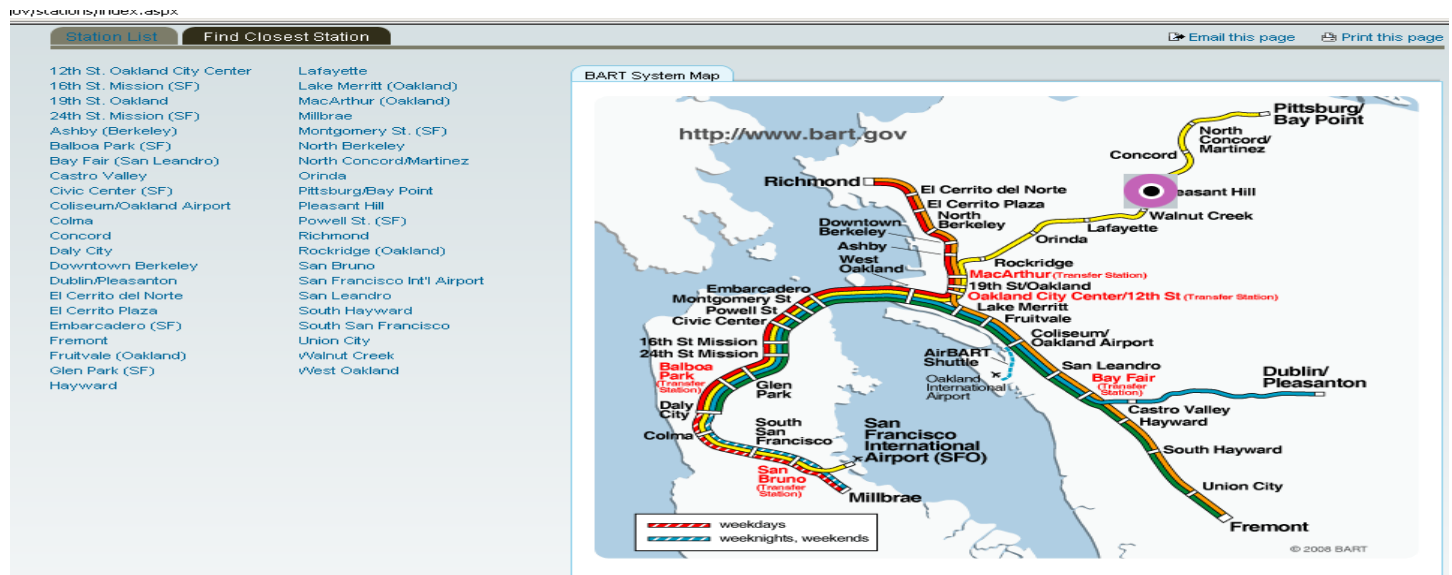 gov/stations/index.aspx
Station List
Find Closest Station
Email this page
Print this page
12th St. Oakland City Center
16th St. Mission (SF)
19th St. Oakland
24th St. Mission (SF)
Ashby (Berkeley)
Balboa Park (SF)
Bay Fair (San Leandro)
Castro Valley
Civic Center (SF)
Coliseum/Oakland Airport
Colma
Concord
Daly City
Downtown Berkeley
Dublin/Pleasanton
El Cerrito del Norte
El Cerrito Plaza
Embarcadero (SF)
Fremont
Fruitvale (Oakland)
Glen Park (SF)
Hayward
Lafayette
Lake Merritt (Oakland)
MacArthur (Oakland)
Millbrae
Montgomery St. (SF)
North Berkeley
North Concord/Martinez
Orinda
Pittsburg/Bay Point
Pleasant Hill
Powell St. (SF)
Richmond
Rockridge (Oakland)
San Bruno
San Francisco Int'l Airport
San Leandro
South Hayward
South San Francisco
Union City
Walnut Creek
West Oakland
BART System Map
http://www.bart.gov
Pittsburg/
Bay Point
North
Concord/
Martinez
Concord
easant Hill
Walnut Creek
Lafayette
Orinda
Rockridge
Richmond
El Cerrito del Norte
El Cerrito Plaza
North
Berkeley
Downtown
Berkeley
Ashby
West
Oakland
MacArthur (Transfer Station)
19th St/Oakland
Oakland City Center/12th St (Transfer Station)
Lake Merritt
Fruitvale
Coliseum/
Oakland Airport
Embarcadero
Montgomery St
Powell St
Civic Center
16th St Mission
24th St Mission
Balboa
Park
(Transfer
Station)
Glen
Park
Daly
City
Colma
South
San
Francisco
San
Bruno
(Transfer
Station)
San
Francisco
International
Airport (SFO)
Millbrae
AirBART
Shuttle
Oakland
International
Airport
San Leandro
Bay Fair
(Transfer
Station)
Dublin/
Pleasanton
Castro Valley
Hayward
South Hayward
Union City
Fremont
weekdays
weeknights, weekends
© 2008 BART